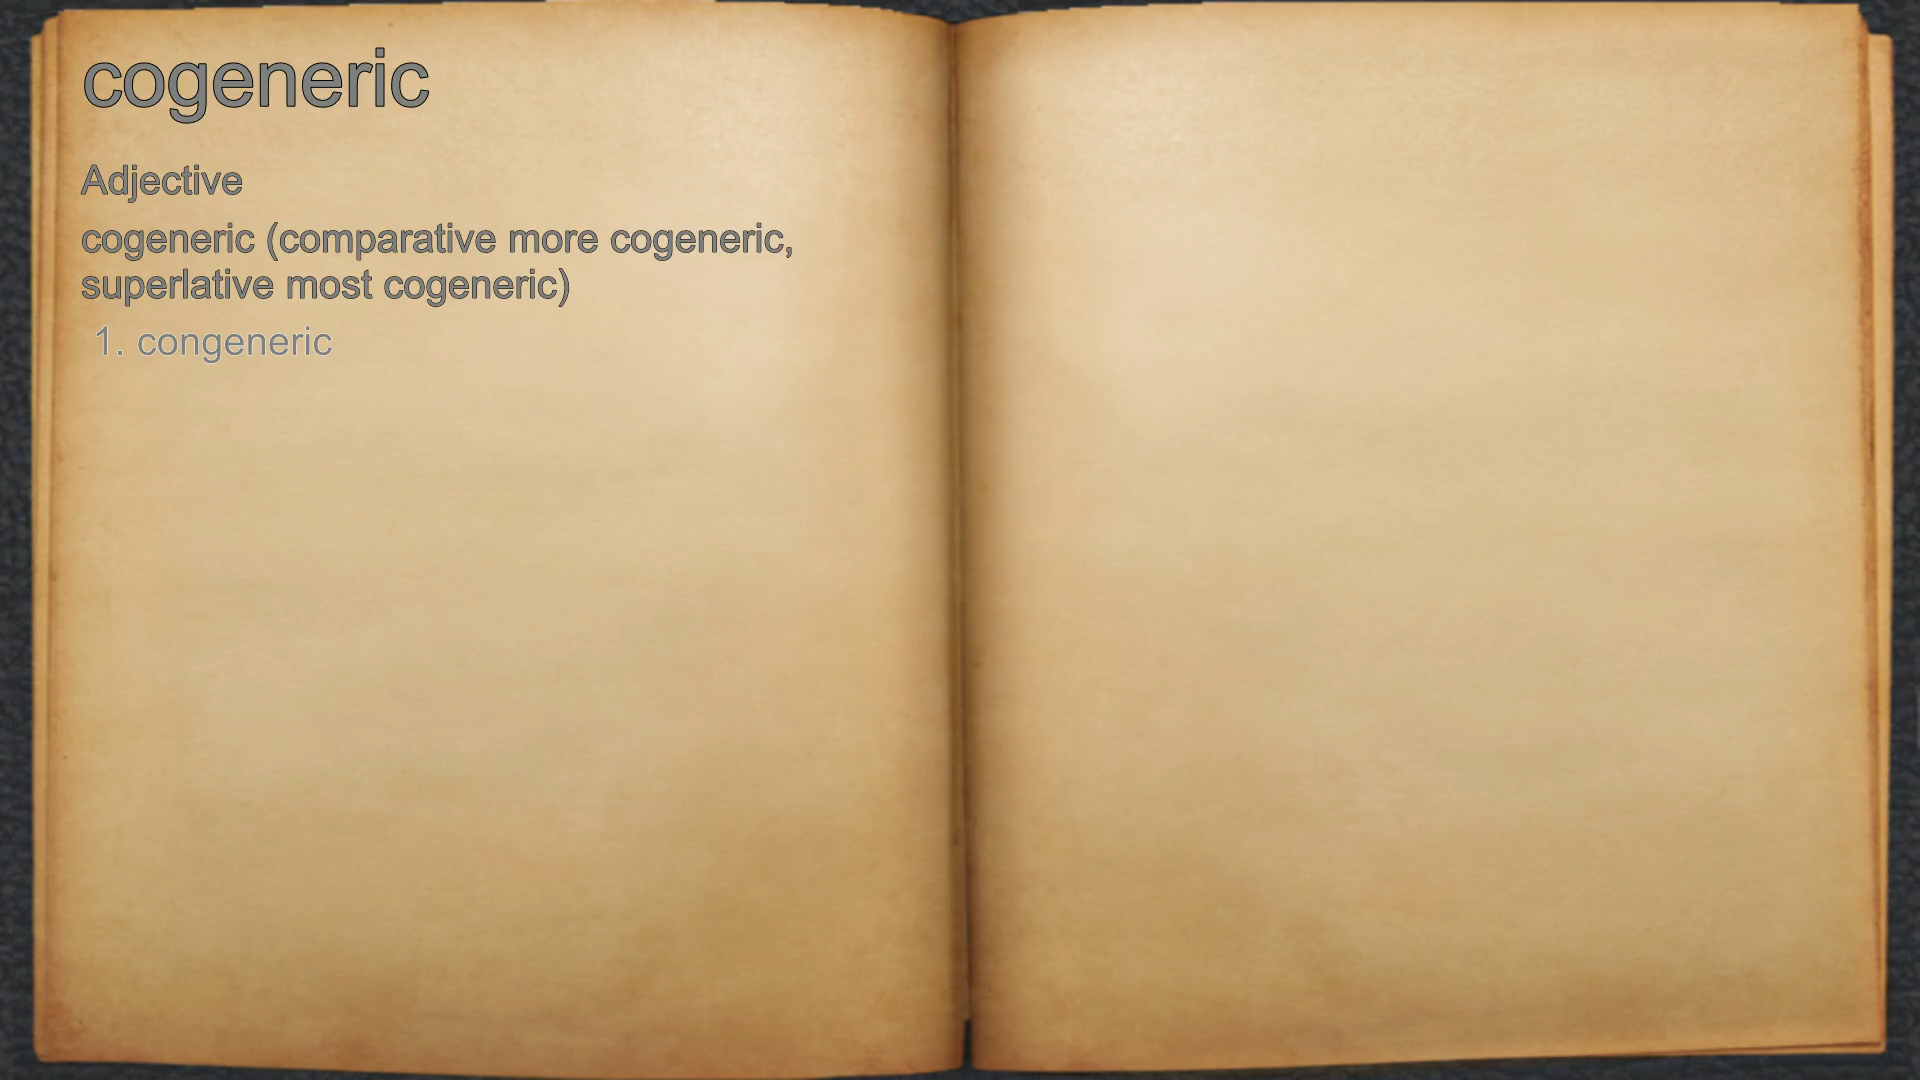 cogeneric
Adjective
cogeneric (comparative more cogeneric,
superlative most cogeneric)
1. congeneric